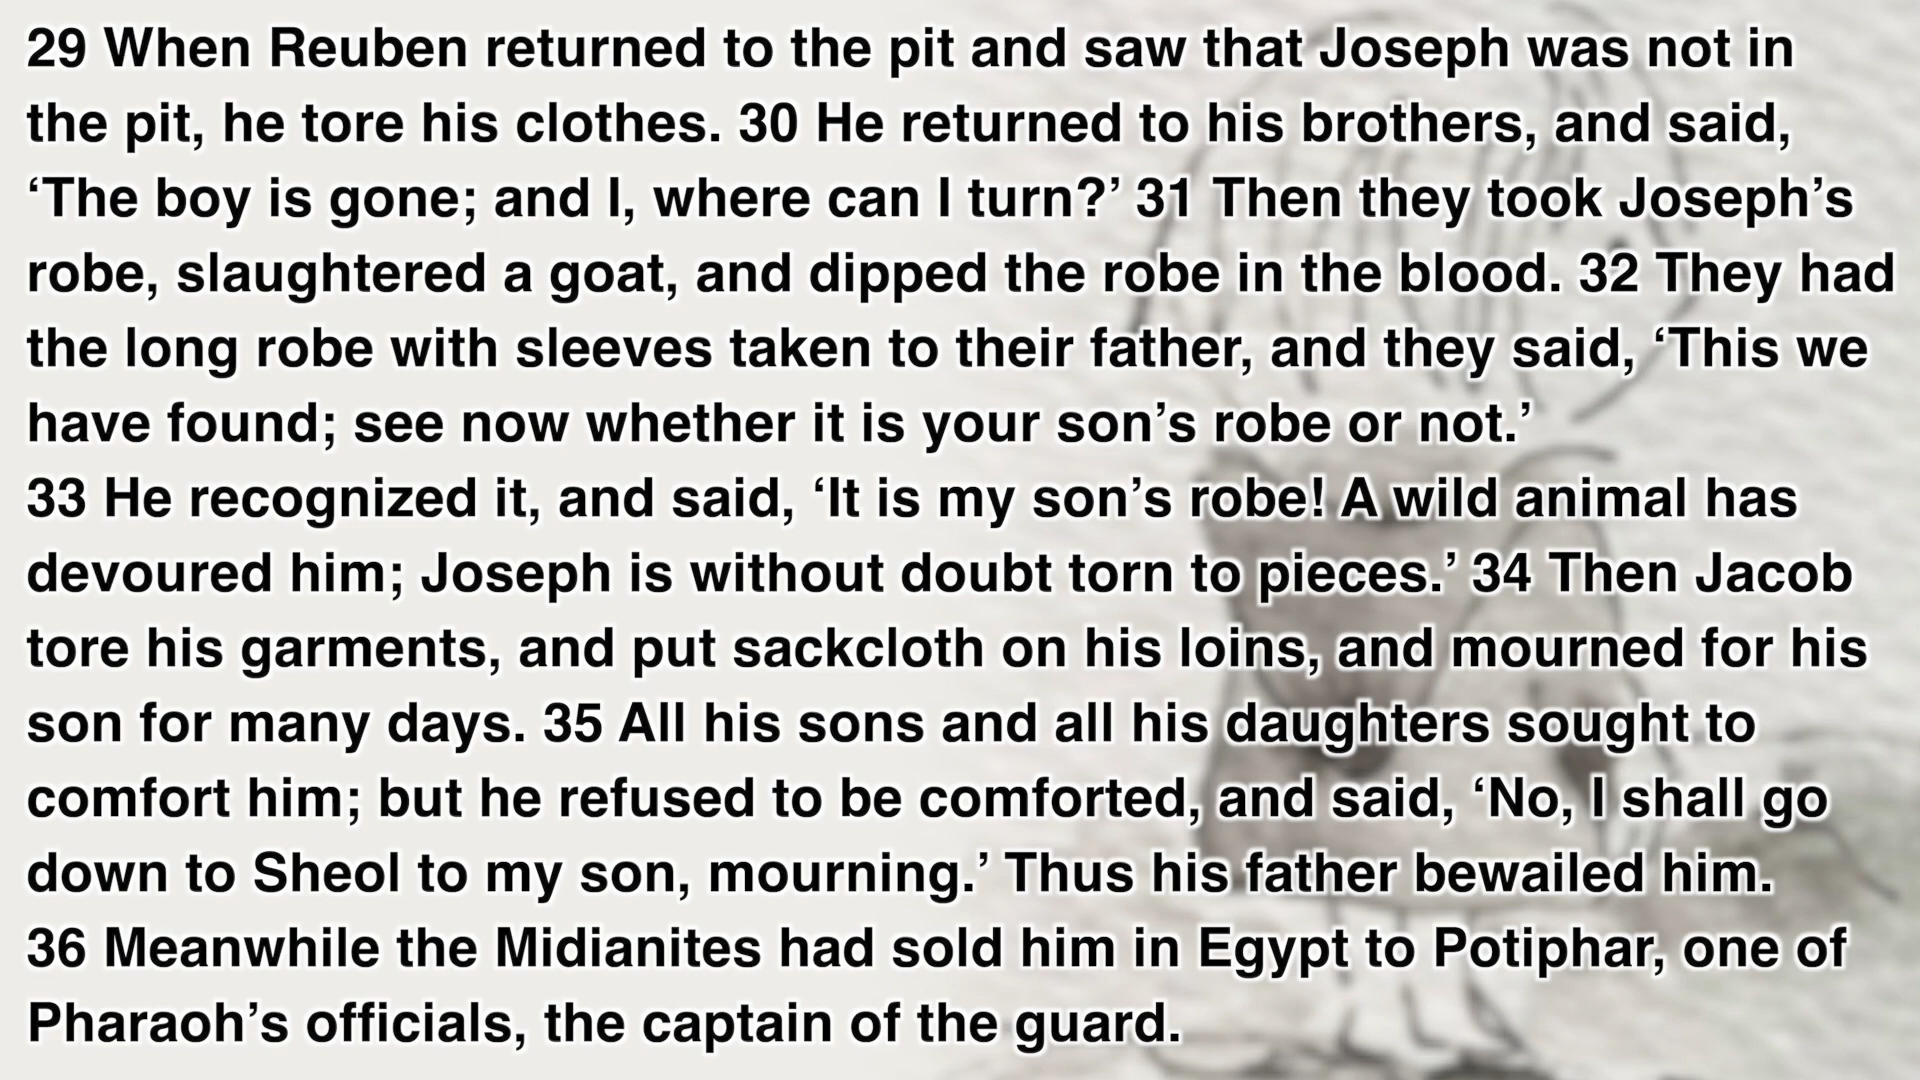 29 When Reuben returned to the pit and saw that Joseph was not in
the pit, he tore his clothes. 30 He returned to his brothers, and said,
‘The boy is gone; and I, where can I turn?’ 31 Then they took Joseph’s
robe, slaughtered a goat, and dipped the robe in the blood. 32 They had
the long robe with sleeves taken to their father, and they said, ‘This we
have found; see now whether it is your son’s robe or not.’
33 He recognized it, and said, ‘It is my son’s robe! A wild animal has
devoured him; Joseph is without doubt torn to pieces.’ 34 Then Jacob
tore his garments, and put sackcloth on his loins, and mourned for his
son for many days. 35 All his sons and all his daughters sought to
comfort him; but he refused to be comforted, and said, ‘No, I shall go
down to Sheol to my son, mourning.’ Thus his father bewailed him.
36 Meanwhile the Midianites had sold him in Egypt to Potiphar, one of
Pharaoh’s officials, the captain of the guard.